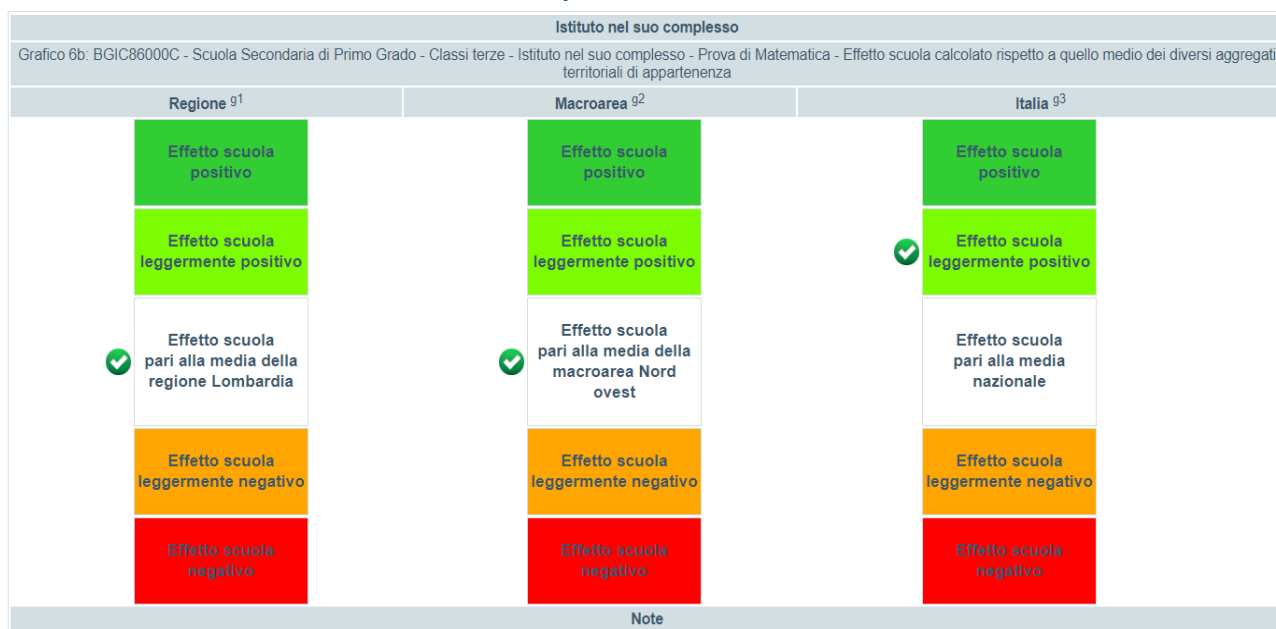 Istituto nel suo complesso
Grafico 6b: BGIC86000C - Scuola Secondaria di Primo Grado - Classi terze - Istituto nel suo complesso - Prova di Matematica - Effetto scuola calcolato rispetto a quello medio dei diversi aggregati
territoriali di appartenenza
Regione g1
Macroarea g2
Italia g3
Effetto scuola
positivo
Effetto scuola
positivo
Effetto scuola
positivo
Effetto scuola
leggermente positivo
Effetto scuola
leggermente positivo
Effetto scuola
leggermente positivo
Effetto scuola
pari alla media della
regione Lombardia
Effetto scuola
pari alla media della
macroarea Nord
ovest
Effetto scuola
pari alla media
nazionale
Effetto scuola
leggermente negativo
Effetto scuola
leggermente negativo
Effetto scuola
leggermente negativo
Effetto scuola
negativo
Effetto scuola
negativo
Effetto scuola
negativo
Note